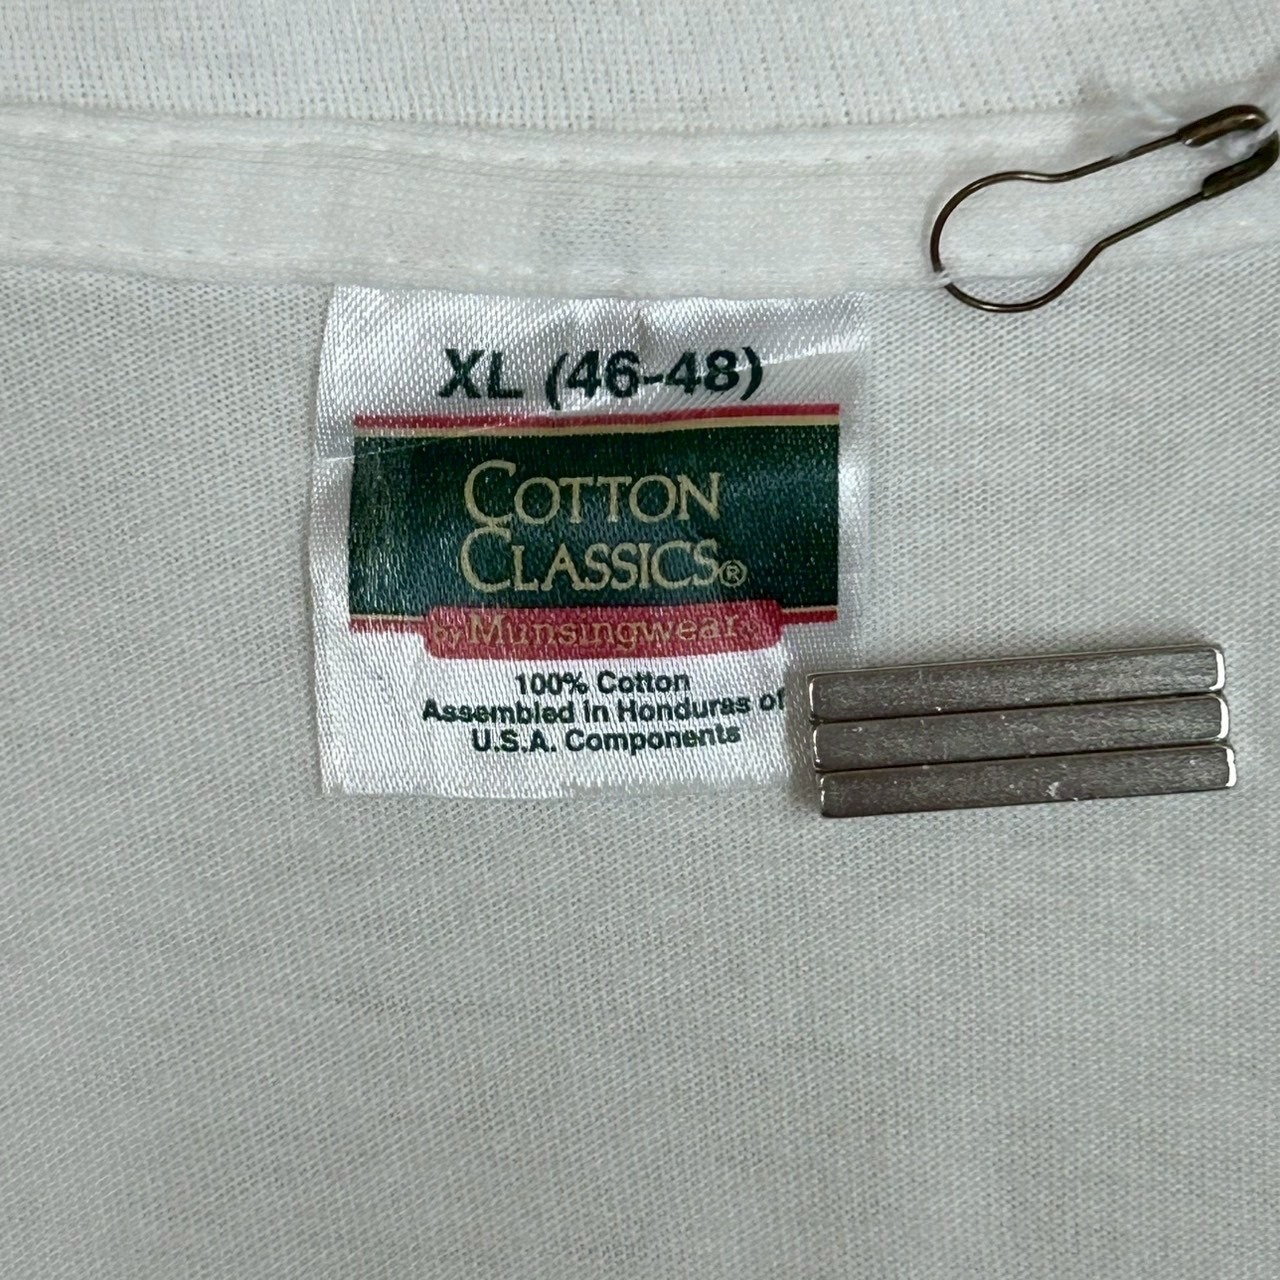 XL (46-48)
COTTON
CLASSICS®
by Munsingwear®
100% Cotton
Assembled in Honduras of
U.S.A. Components